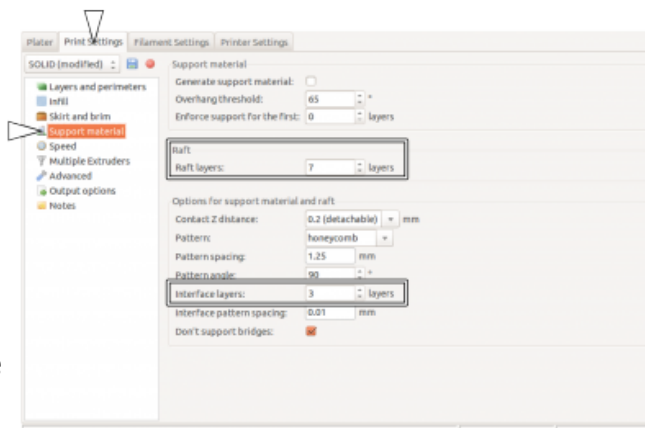 Plater Print Settings Filament Settings Printer Settings
SOLID (modified)
Layers and perimeters
Infill
Skirt and brim
Support material
Speed
Multiple Extruders
Advanced
Output options
Notes
Support material
Generate support material:
Overhang threshold: 65 °
Enforce support for the first: 0 layers
Raft
Raft layers: 7 layers
Options for support material and raft
Contact Z distance: 0.2 (detachable) mm
Pattern: honeycomb
Pattern spacing: 1.25 mm
Pattern angle: 90 °
Interface layers: 3 layers
Interface pattern spacing: 0.01 mm
Don't support bridges: